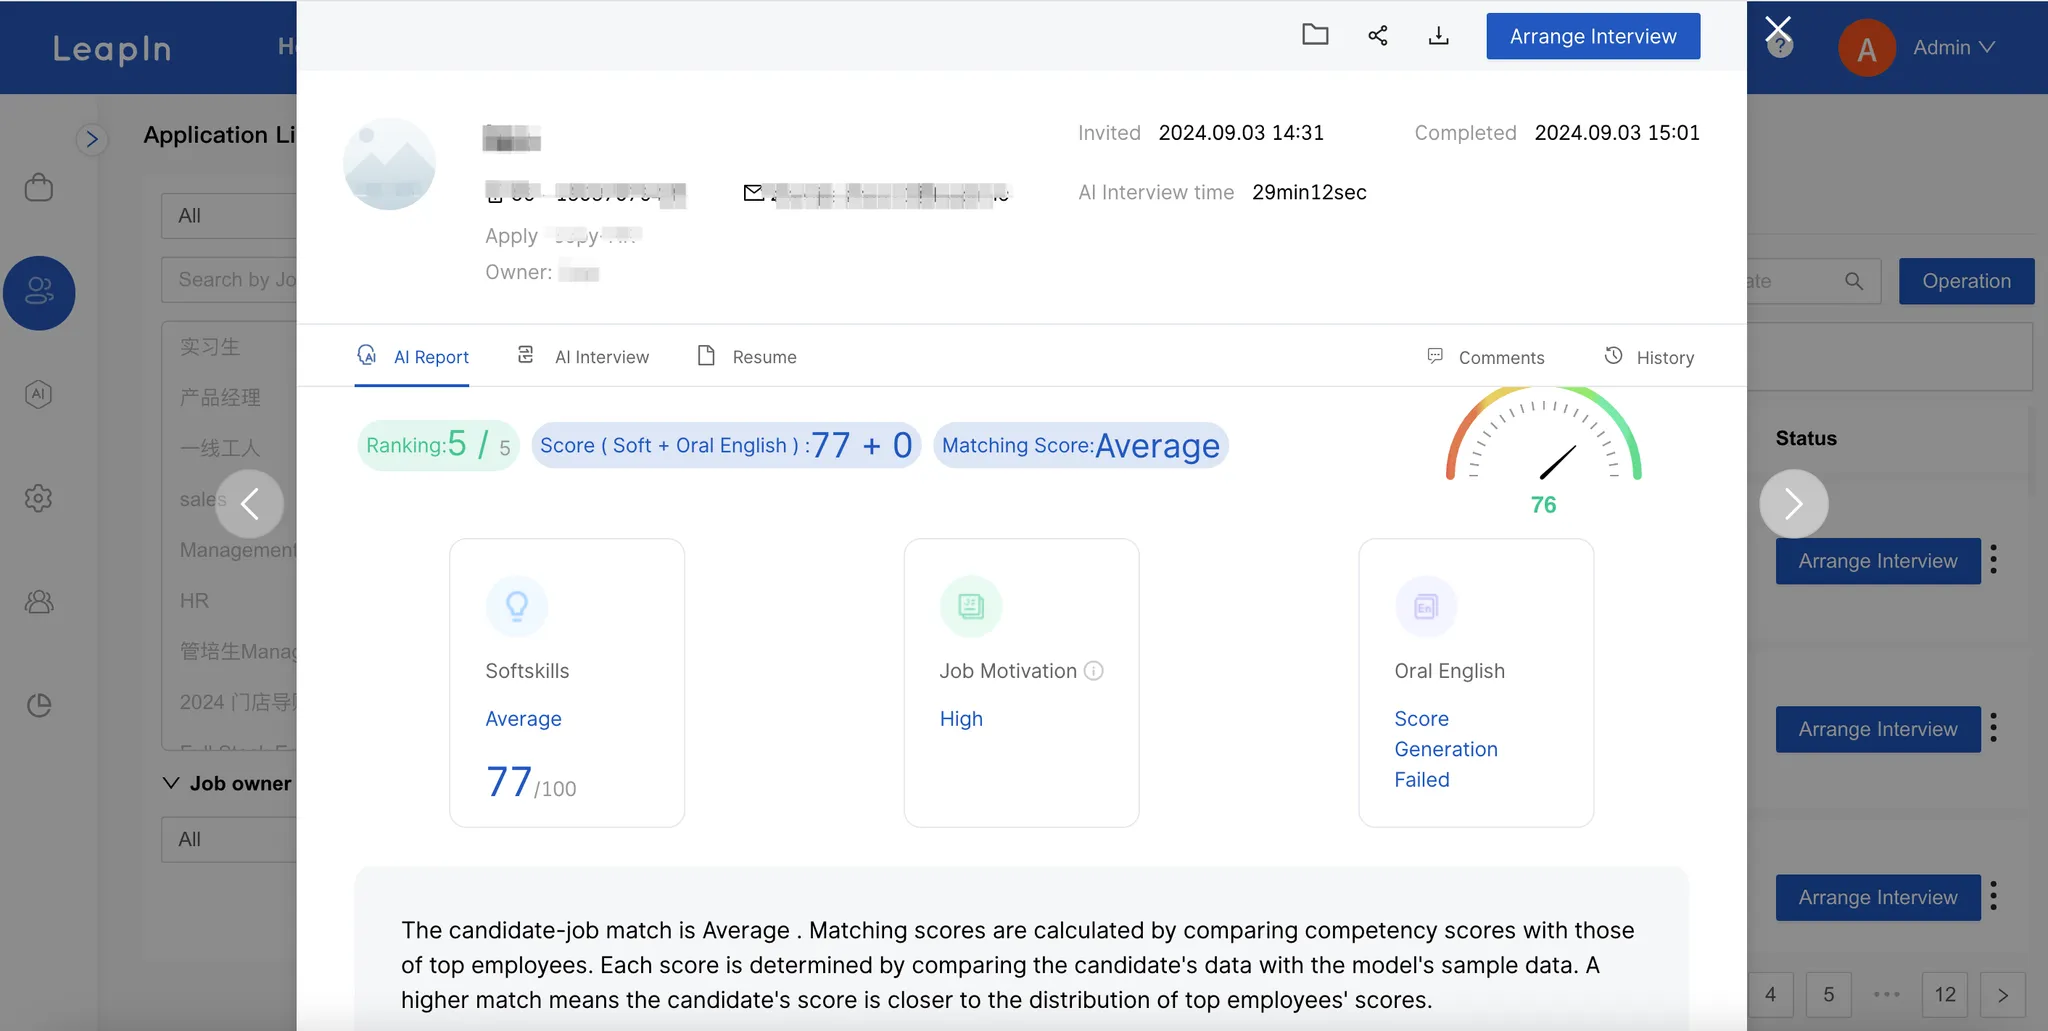 LeapIn
Arrange Interview
?
A
Admin
Application Li
Invited 2024.09.03 14:31
Completed 2024.09.03 15:01
AI Interview time 29min12sec
Apply
Owner:
All
Search by Jo
Operation
实习生
产品经理
一线工人
sales
Management
HR
管培生Manag
2024 门店导
Job owner
All
AI Report
AI Interview
Resume
Comments
History
Ranking:5 / 5
Score ( Soft + Oral English ) :77 + 0
Matching Score:Average
76
Status
Softskills
Average
77/100
Job Motivation
High
Oral English
Score
Generation
Failed
Arrange Interview
Arrange Interview
Arrange Interview
The candidate-job match is Average . Matching scores are calculated by comparing competency scores with those
of top employees. Each score is determined by comparing the candidate's data with the model's sample data. A
higher match means the candidate's score is closer to the distribution of top employees' scores.
4 5 ••• 12 >